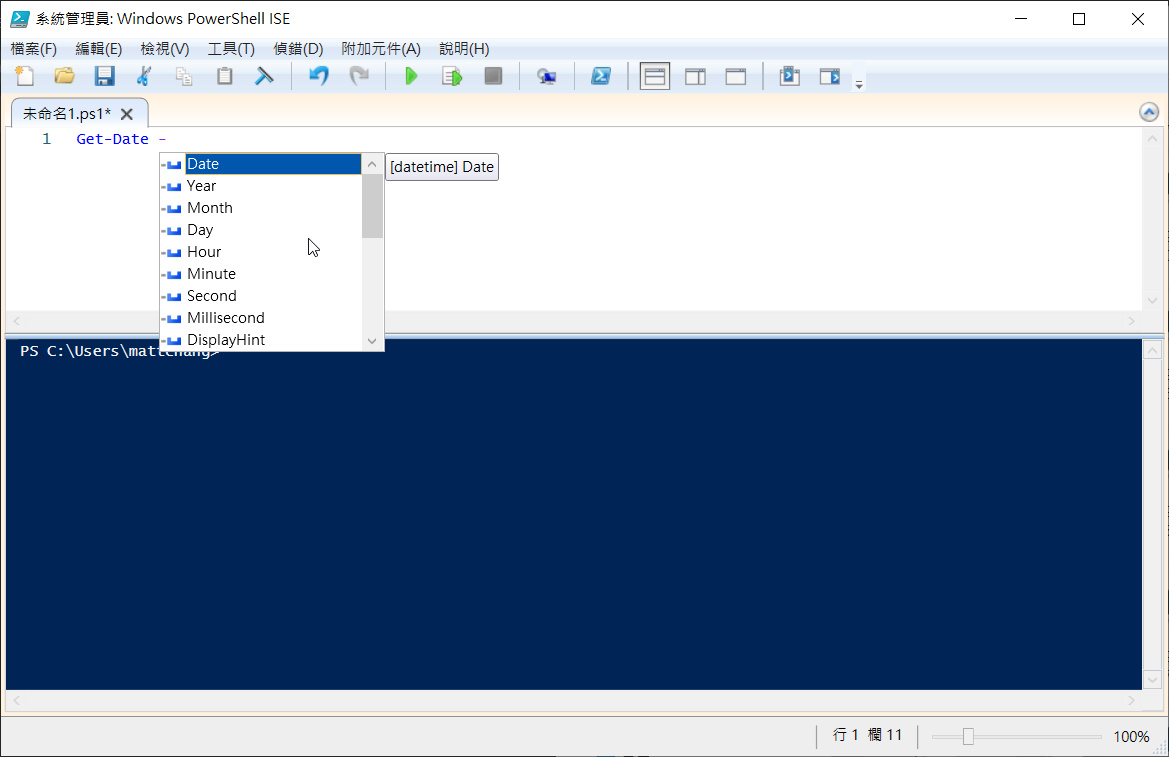 系統管理員: Windows PowerShell ISE
檔案(F) 編輯(E) 檢視(V) 工具(T) 偵錯(D) 附加元件(A) 說明(H)
未命名1.ps1*
1 Get-Date -
Date
[datetime] Date
Year
Month
Day
Hour
Minute
Second
Millisecond
DisplayHint
PS C:\Users\mattchang>
行 1 欄 11
100%